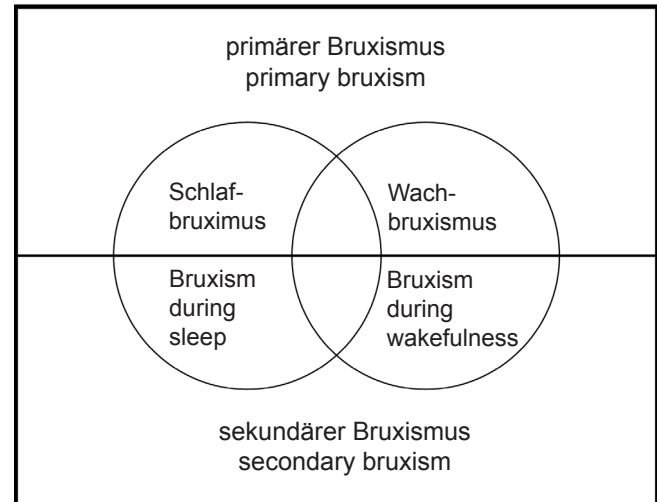 primärer Bruxismus
primary bruxism
Schlaf-
bruximus
Wach-
bruxismus
Bruxism
during
sleep
Bruxism
during
wakefulness
sekundärer Bruxismus
secondary bruxism